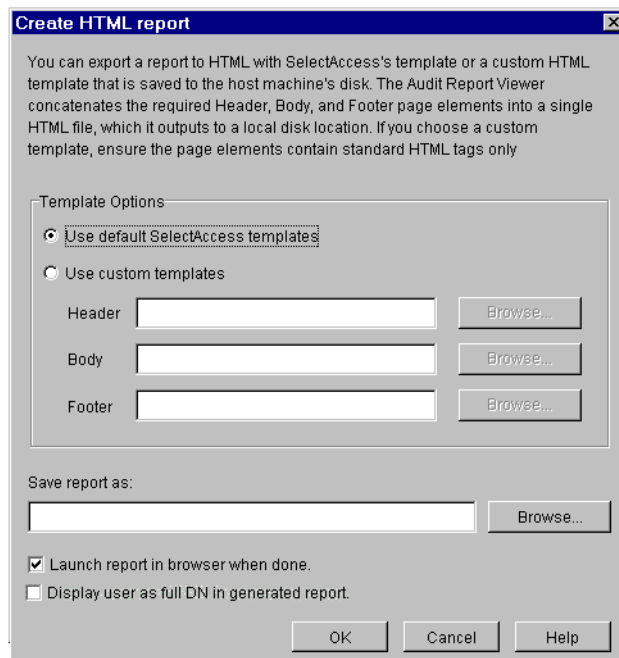 Create HTML report
You can export a report to HTML with SelectAccess's template or a custom HTML
template that is saved to the host machine's disk. The Audit Report Viewer
concatenates the required Header, Body, and Footer page elements into a single
HTML file, which it outputs to a local disk location. If you choose a custom
template, ensure the page elements contain standard HTML tags only
Template Options
Use default SelectAccess templates
Use custom templates
Header Browse...
Body Browse...
Footer Browse...
Save report as:
Browse...
Launch report in browser when done.
Display user as full DN in generated report.
OK Cancel Help